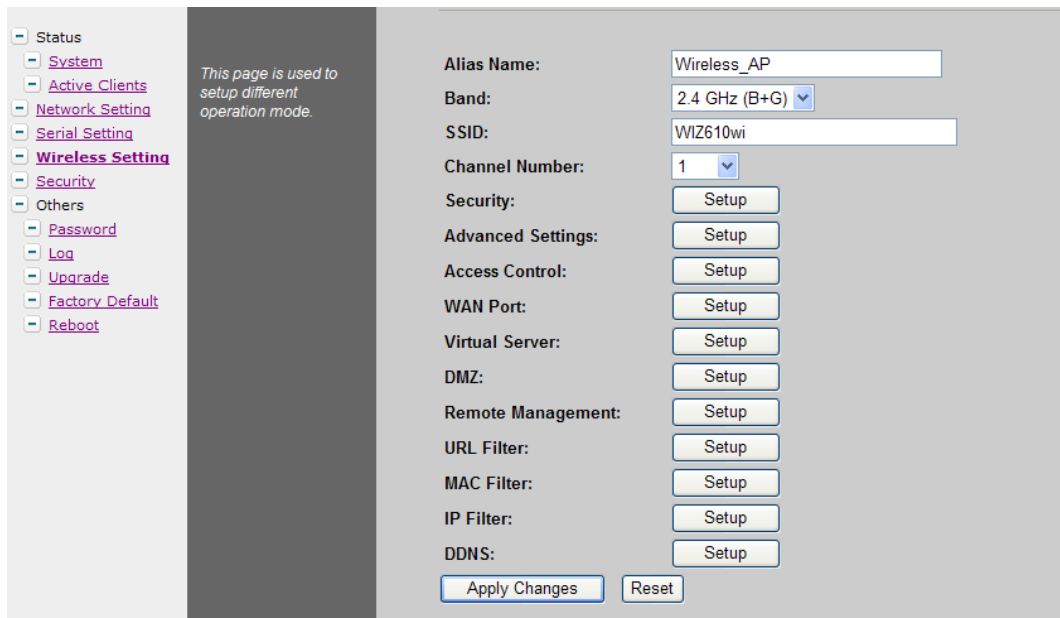 Status
System
Active Clients
Network Setting
Serial Setting
Wireless Setting
Security
Others
Password
Log
Upgrade
Factory Default
Reboot
This page is used to
setup different
operation mode.
Alias Name: Wireless_AP
Band: 2.4 GHz (B+G)
SSID: WIZ610wi
Channel Number: 1
Security: Setup
Advanced Settings: Setup
Access Control: Setup
WAN Port: Setup
Virtual Server: Setup
DMZ: Setup
Remote Management: Setup
URL Filter: Setup
MAC Filter: Setup
IP Filter: Setup
DDNS: Setup
Apply Changes Reset